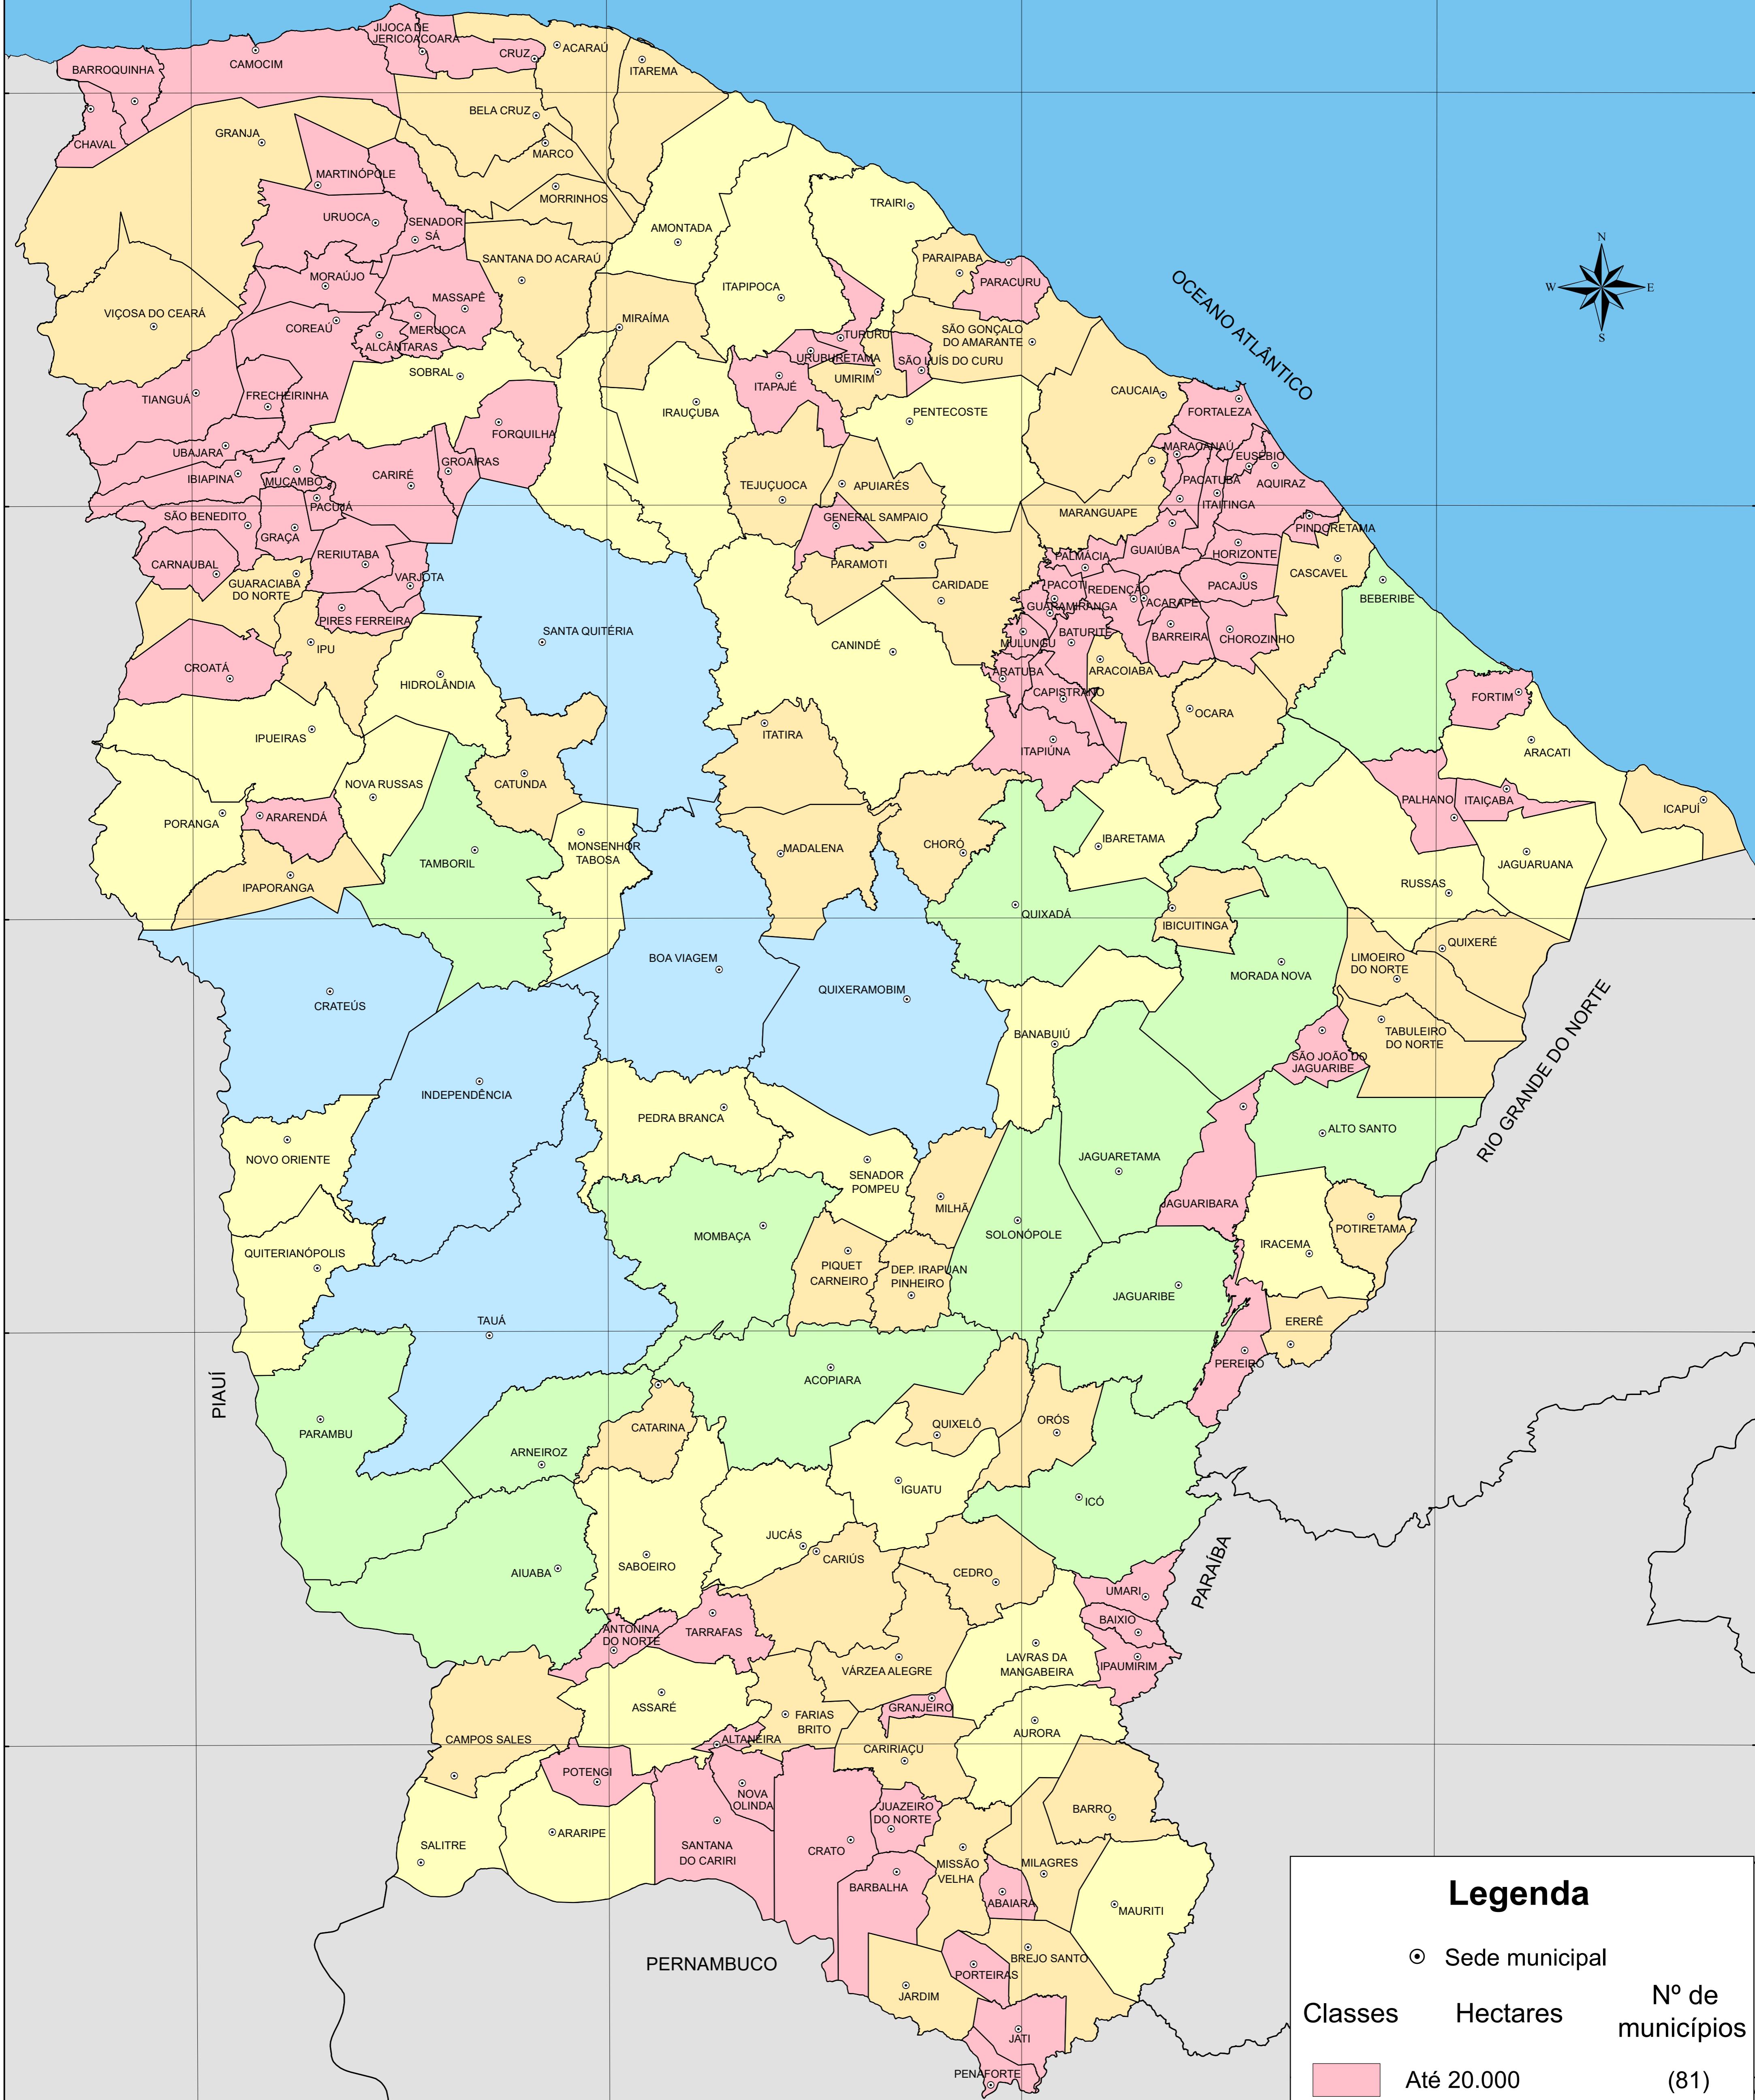 JIJOCA DE
JERICOACOARA
CRUZ
ACARAÚ
ITAREMA
BARROQUINHA
CAMOCIM
BELA CRUZ
CHAVAL
GRANJA
MARCO
MARTINÓPOLE
MORRINHOS
URUOCA
SENADOR
SÁ
TRAIRI
AMONTADA
N
W
E
S
SANTANA DO ACARAÚ
PARAIPABA
MORAÚJO
ITAPIPOCA
PARACURU
OCEANO ATLÂNTICO
VIÇOSA DO CEARÁ
MASSAPÊ
COREAÚ
MERUOCA
MIRAÍMA
SÃO GONÇALO
DO AMARANTE
ALCÂNTARAS
TURURU
URUBURETAMA
SÃO LUÍS DO CURU
SOBRAL
UMIRIM
ITAPAJÉ
CAUCAIA
TIANGUÁ
FRECHEIRINHA
IRAUÇUBA
PENTECOSTE
FORTALEZA
FORQUILHA
UBAJARA
MARACANAÚ
EUSÉBIO
IBIAPINA
MUCAMBO
CARIRÉ
GROAÍRAS
TEJUÇUOCA
APUIARÉS
PACATUBA
AQUIRAZ
PACUJÁ
ITAITINGA
SÃO BENEDITO
GENERAL SAMPAIO
MARANGUAPE
PINDORETAMA
GRAÇA
RERIUTABA
CARNAUBAL
PARAMOTI
PALMÁCIA
GUAIÚBA
HORIZONTE
GUARACIABA
DO NORTE
VARJOTA
CARIDADE
PACOTI
REDENÇÃO
PACAJUS
CASCAVEL
BEBERIBE
PIRES FERREIRA
GUARAMIRANGA
ACARAPE
SANTA QUITÉRIA
BATURITÉ
BARREIRA
CHOROZINHO
IPU
CANINDÉ
MULUNGU
CROATÁ
ARATUBA
ARACOIABA
HIDROLÂNDIA
CAPISTRANO
FORTIM
OCARA
IPUEIRAS
ITATIRA
ITAPIÚNA
ARACATI
NOVA RUSSAS
CATUNDA
PORANGA
ARARENDÁ
PALHANO
ITAIÇABA
ICAPUÍ
MONSENHOR
TABOSA
MADALENA
CHORÓ
IBARETAMA
TAMBORIL
JAGUARUANA
IPAPORANGA
RUSSAS
QUIXADÁ
IBICUITINGA
QUIXERÉ
BOA VIAGEM
LIMOEIRO
DO NORTE
MORADA NOVA
QUIXERAMOBIM
CRATEÚS
BANABUIÚ
TABULEIRO
DO NORTE
SÃO JOÃO DO
JAGUARIBE
RIO GRANDE DO NORTE
INDEPENDÊNCIA
PEDRA BRANCA
ALTO SANTO
NOVO ORIENTE
JAGUARETAMA
SENADOR
POMPEU
JAGUARIBARA
MILHÃ
MOMBAÇA
SOLONÓPOLE
POTIRETAMA
IRACEMA
QUITERIANÓPOLIS
PIQUET
CARNEIRO
DEP. IRAPUAN
PINHEIRO
JAGUARIBE
TAUÁ
ERERÊ
PEREIRO
ACOPIARA
PIAUÍ
QUIXELÔ
ORÓS
CATARINA
PARAMBU
ARNEIROZ
IGUATU
ICÓ
JUCÁS
CARIÚS
PARAÍBA
SABOEIRO
AIUABA
CEDRO
UMARI
BAIXIO
ANTONINA
DO NORTE
TARRAFAS
LAVRAS DA
MANGABEIRA
IPAUMIRIM
VÁRZEA ALEGRE
ASSARÉ
GRANJEIRO
FARIAS
BRITO
AURORA
CAMPOS SALES
ALTANEIRA
CARIRIAÇU
POTENGI
NOVA
OLINDA
JUAZEIRO
DO NORTE
BARRO
ARARIPE
SALITRE
SANTANA
DO CARIRI
CRATO
MISSÃO
VELHA
MILAGRES
BARBALHA
ABAIARA
MAURITI
Legenda
PERNAMBUCO
BREJO SANTO
Sede municipal
PORTEIRAS
JARDIM
Classes Hectares Nº de
municípios
JATI
PENAFORTE
Até 20.000 (81)